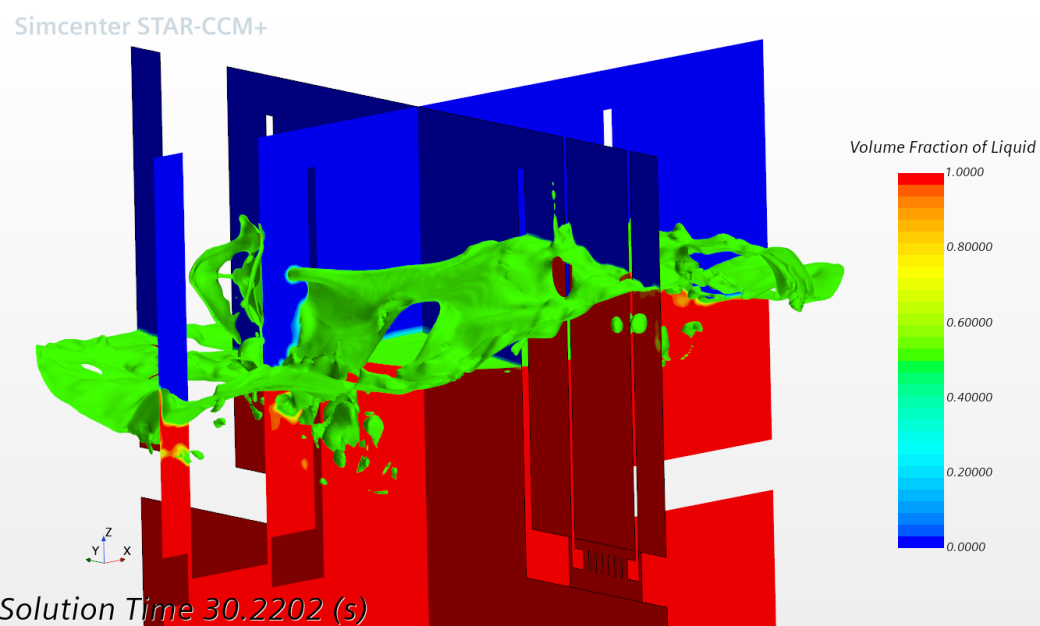 Simcenter STAR-CCM+
Volume Fraction of Liquid
1.0000
0.80000
0.60000
0.40000
0.20000
0.0000
Z
Y
X
Solution Time 30.2202 (s)